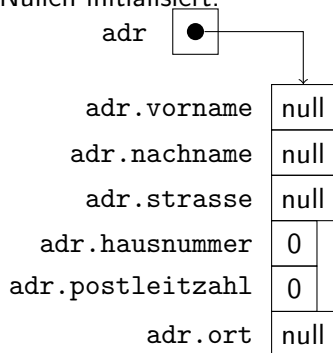 Nullen initialisiert:
adr
adr.vorname null
adr.nachname null
adr.strasse null
adr.hausnummer 0
adr.postleitzahl 0
adr.ort null